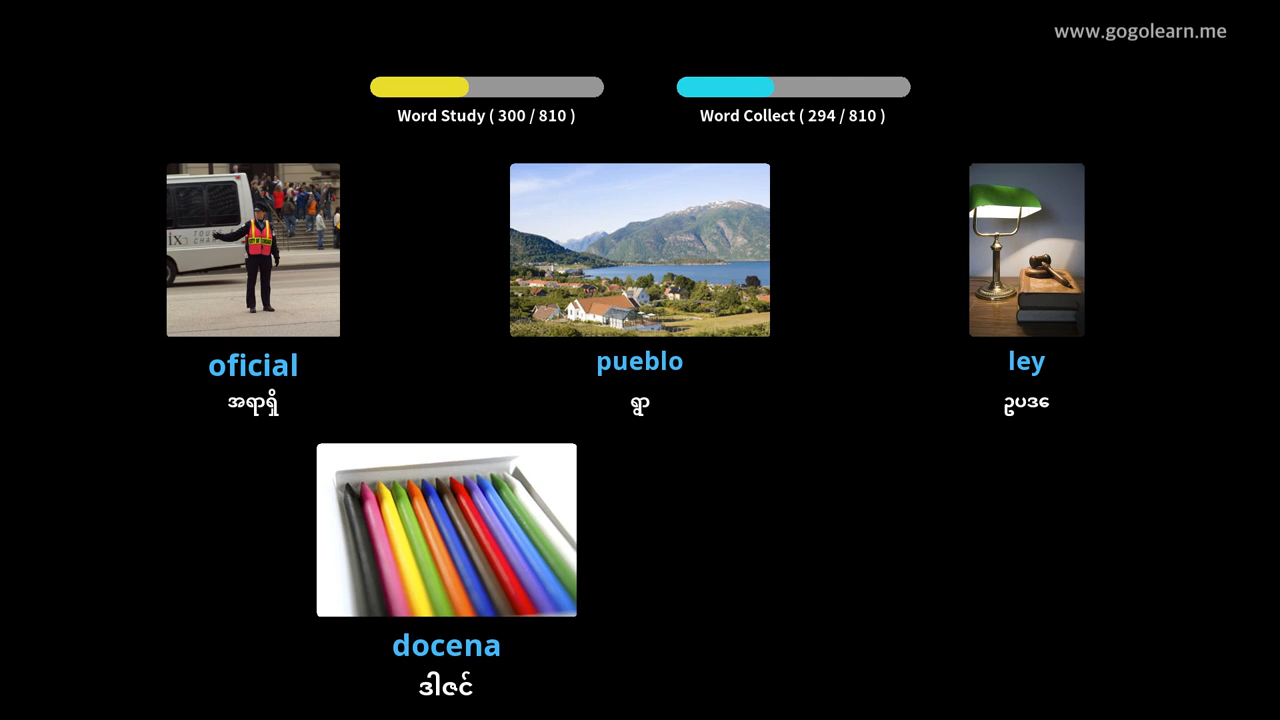 www.gogolearn.me
Word Study ( 300 / 810 )
Word Collect ( 294 / 810 )
oficial
pueblo
ley
အရာရှိ
ရွာ
ဥပဒေ
docena
ဒါဇင်